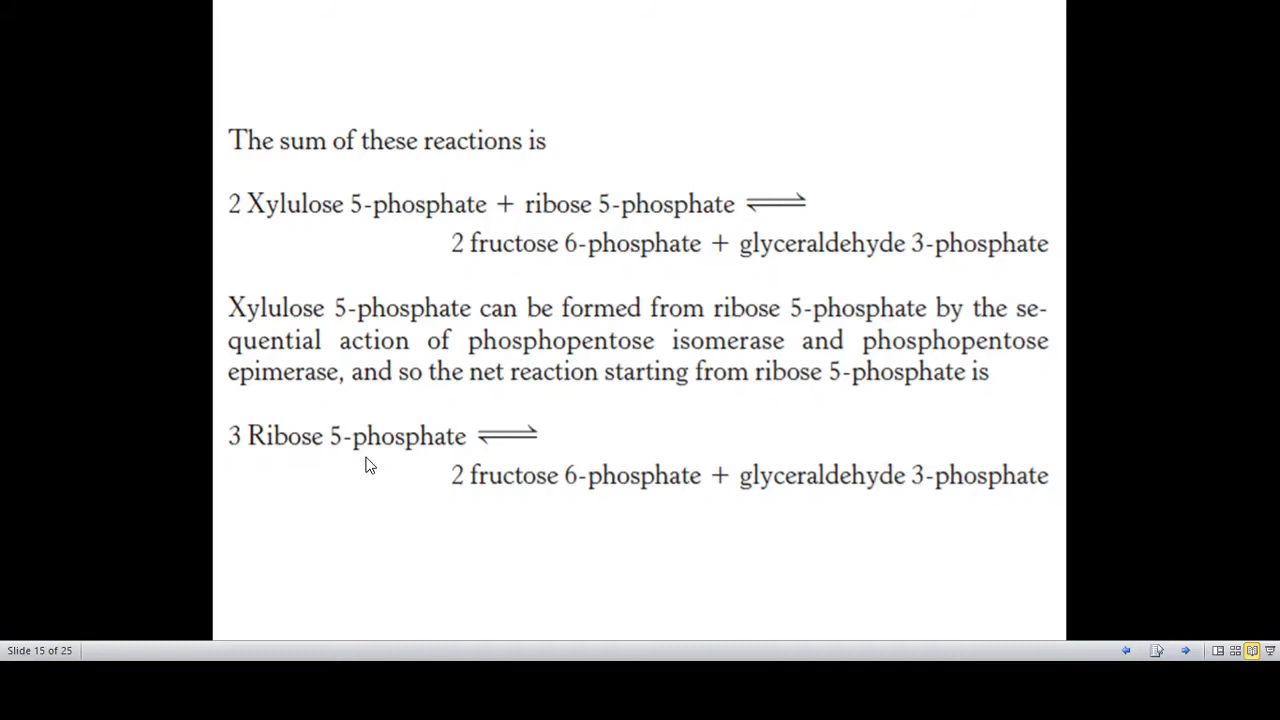 The sum of these reactions is
2 Xylulose 5-phosphate + ribose 5-phosphate ⇌
2 fructose 6-phosphate + glyceraldehyde 3-phosphate
Xylulose 5-phosphate can be formed from ribose 5-phosphate by the se-
quential action of phosphopentose isomerase and phosphopentose
epimerase, and so the net reaction starting from ribose 5-phosphate is
3 Ribose 5-phosphate ⇌
2 fructose 6-phosphate + glyceraldehyde 3-phosphate
Slide 15 of 25